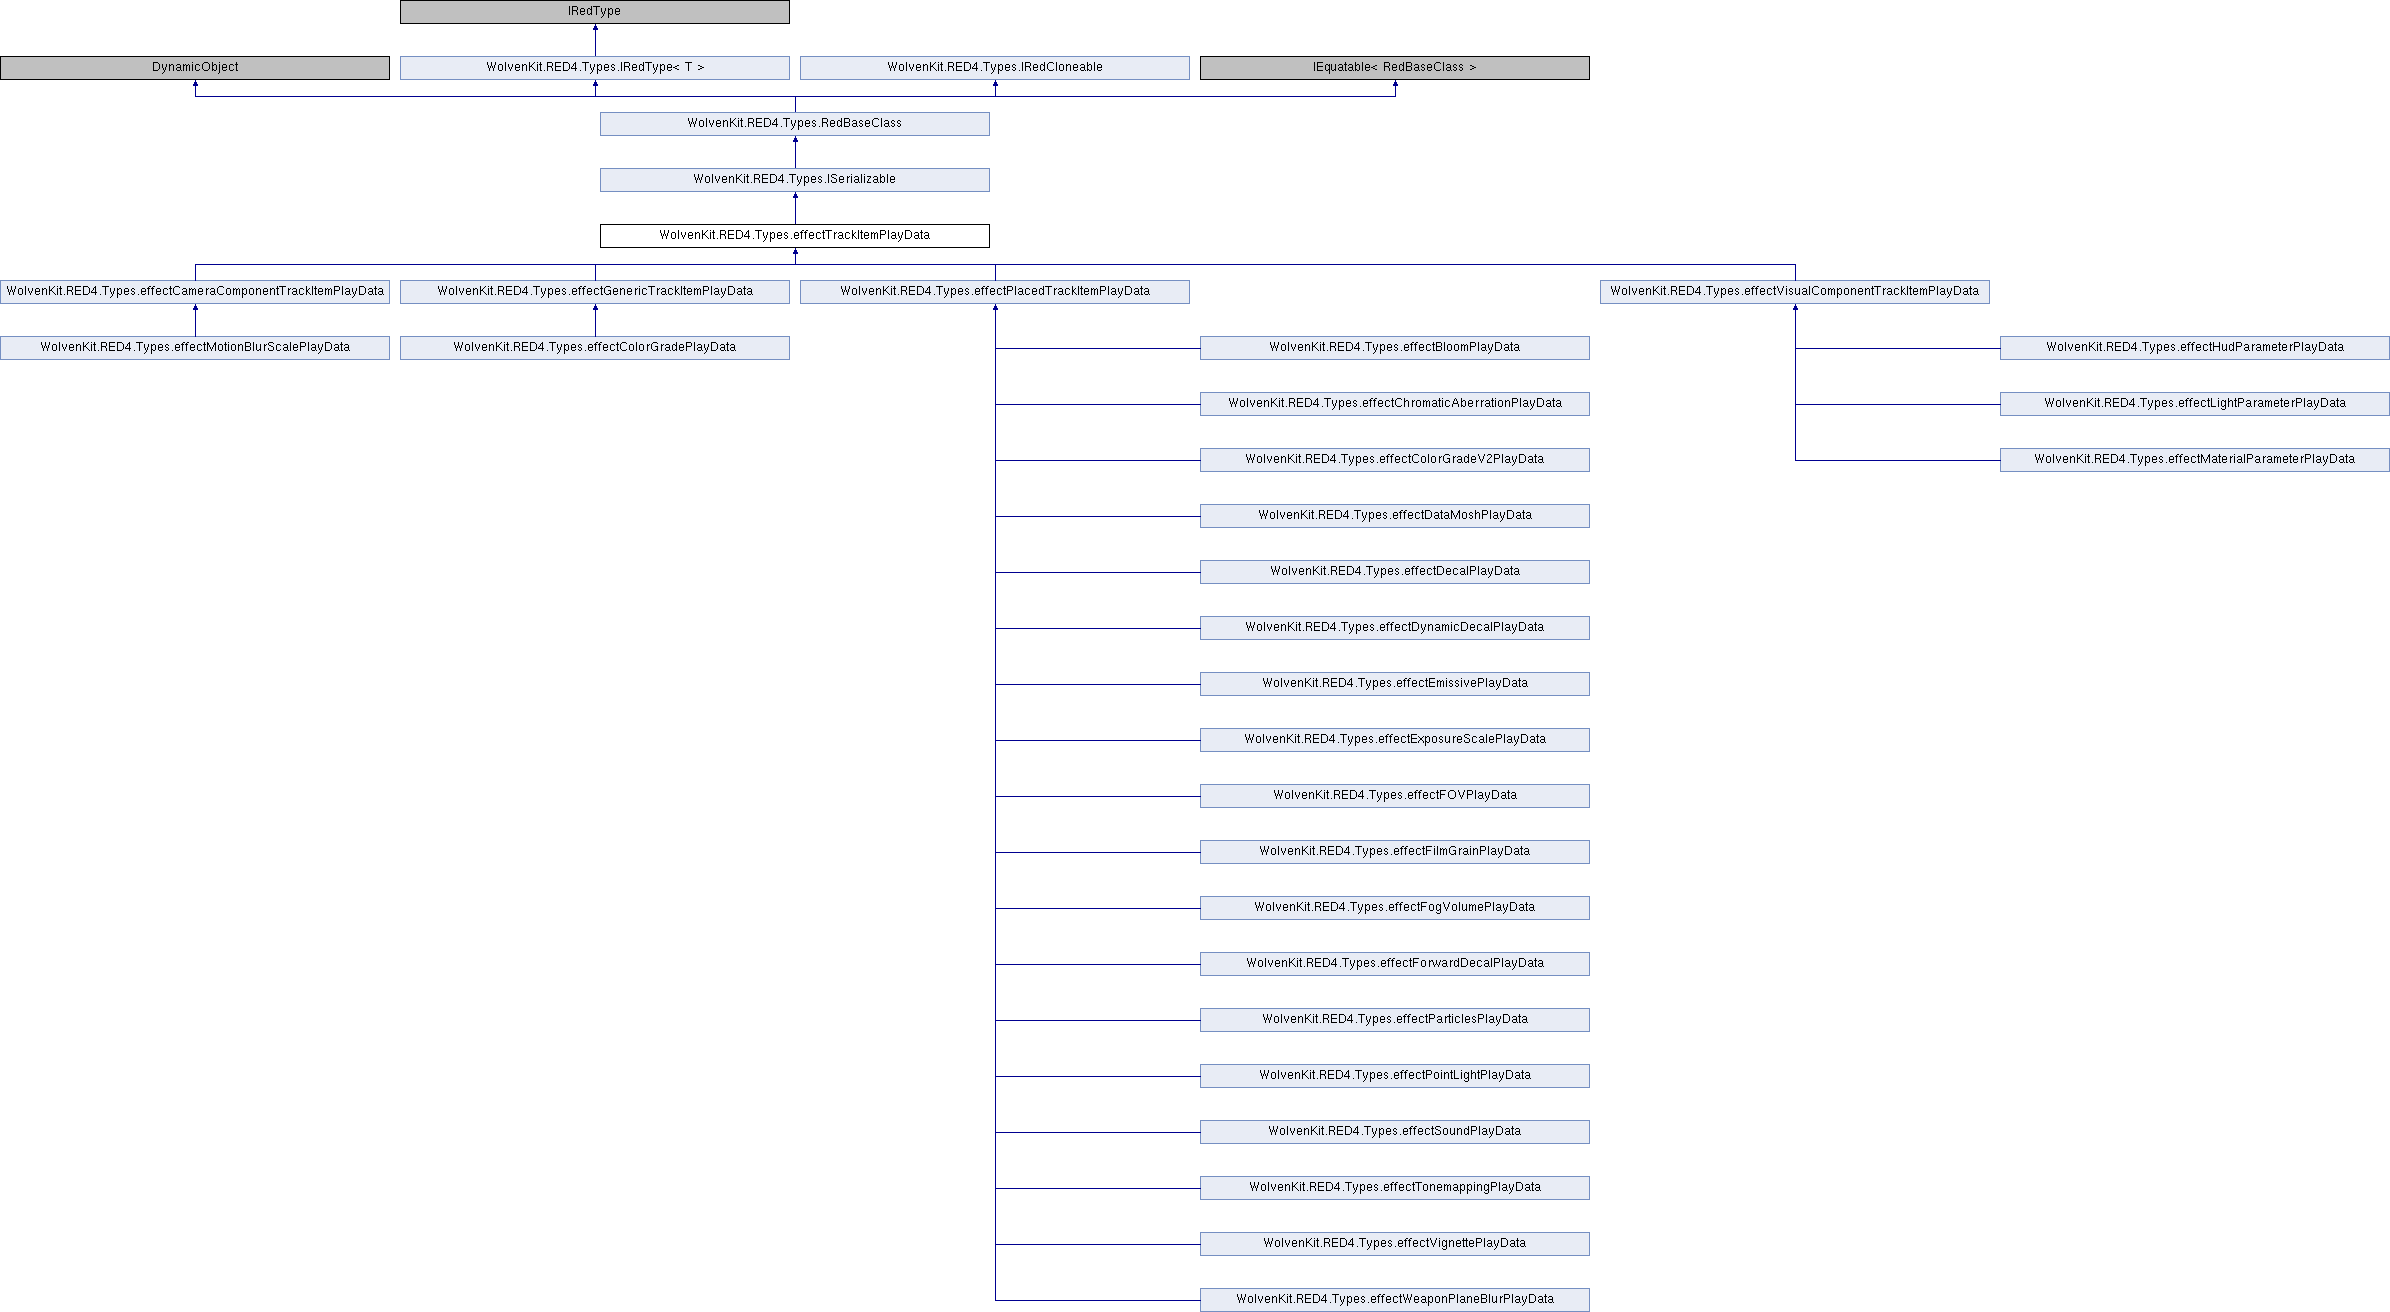 IRedType
DynamicObject
WolvenKit.RED4.Types.IRedType< T >
WolvenKit.RED4.Types.IRedCloneable
IEquatable< RedBaseClass >
WolvenKit.RED4.Types.RedBaseClass
WolvenKit.RED4.Types.ISerializable
WolvenKit.RED4.Types.effectTrackItemPlayData
WolvenKit.RED4.Types.effectCameraComponentTrackItemPlayData
WolvenKit.RED4.Types.effectGenericTrackItemPlayData
WolvenKit.RED4.Types.effectPlacedTrackItemPlayData
WolvenKit.RED4.Types.effectVisualComponentTrackItemPlayData
WolvenKit.RED4.Types.effectMotionBlurScalePlayData
WolvenKit.RED4.Types.effectColorGradePlayData
WolvenKit.RED4.Types.effectBloomPlayData
WolvenKit.RED4.Types.effectHudParameterPlayData
WolvenKit.RED4.Types.effectChromaticAberrationPlayData
WolvenKit.RED4.Types.effectLightParameterPlayData
WolvenKit.RED4.Types.effectColorGradeV2PlayData
WolvenKit.RED4.Types.effectMaterialParameterPlayData
WolvenKit.RED4.Types.effectDataMoshPlayData
WolvenKit.RED4.Types.effectDecalPlayData
WolvenKit.RED4.Types.effectDynamicDecalPlayData
WolvenKit.RED4.Types.effectEmissivePlayData
WolvenKit.RED4.Types.effectExposureScalePlayData
WolvenKit.RED4.Types.effectFOVPlayData
WolvenKit.RED4.Types.effectFilmGrainPlayData
WolvenKit.RED4.Types.effectFogVolumePlayData
WolvenKit.RED4.Types.effectForwardDecalPlayData
WolvenKit.RED4.Types.effectParticlesPlayData
WolvenKit.RED4.Types.effectPointLightPlayData
WolvenKit.RED4.Types.effectSoundPlayData
WolvenKit.RED4.Types.effectTonemappingPlayData
WolvenKit.RED4.Types.effectVignettePlayData
WolvenKit.RED4.Types.effectWeaponPlaneBlurPlayData